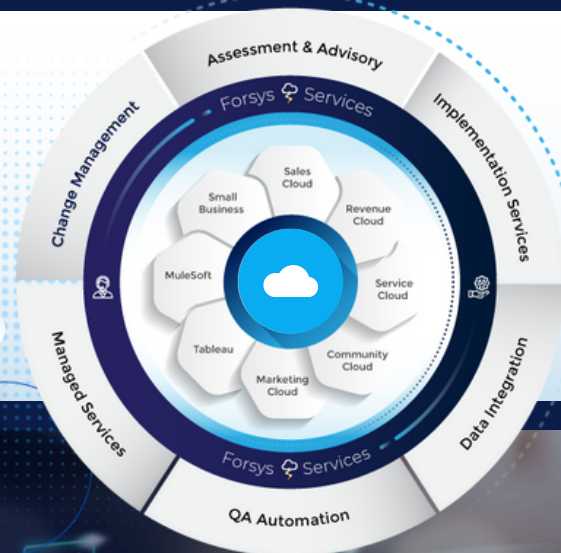 Assessment & Advisory
Implementation Services
Data Integration
QA Automation
Managed Services
Change Management
Forsys Services
Sales
Cloud
Revenue
Cloud
Service
Cloud
Community
Cloud
Marketing
Cloud
Tableau
MuleSoft
Small
Business
Forsys Services